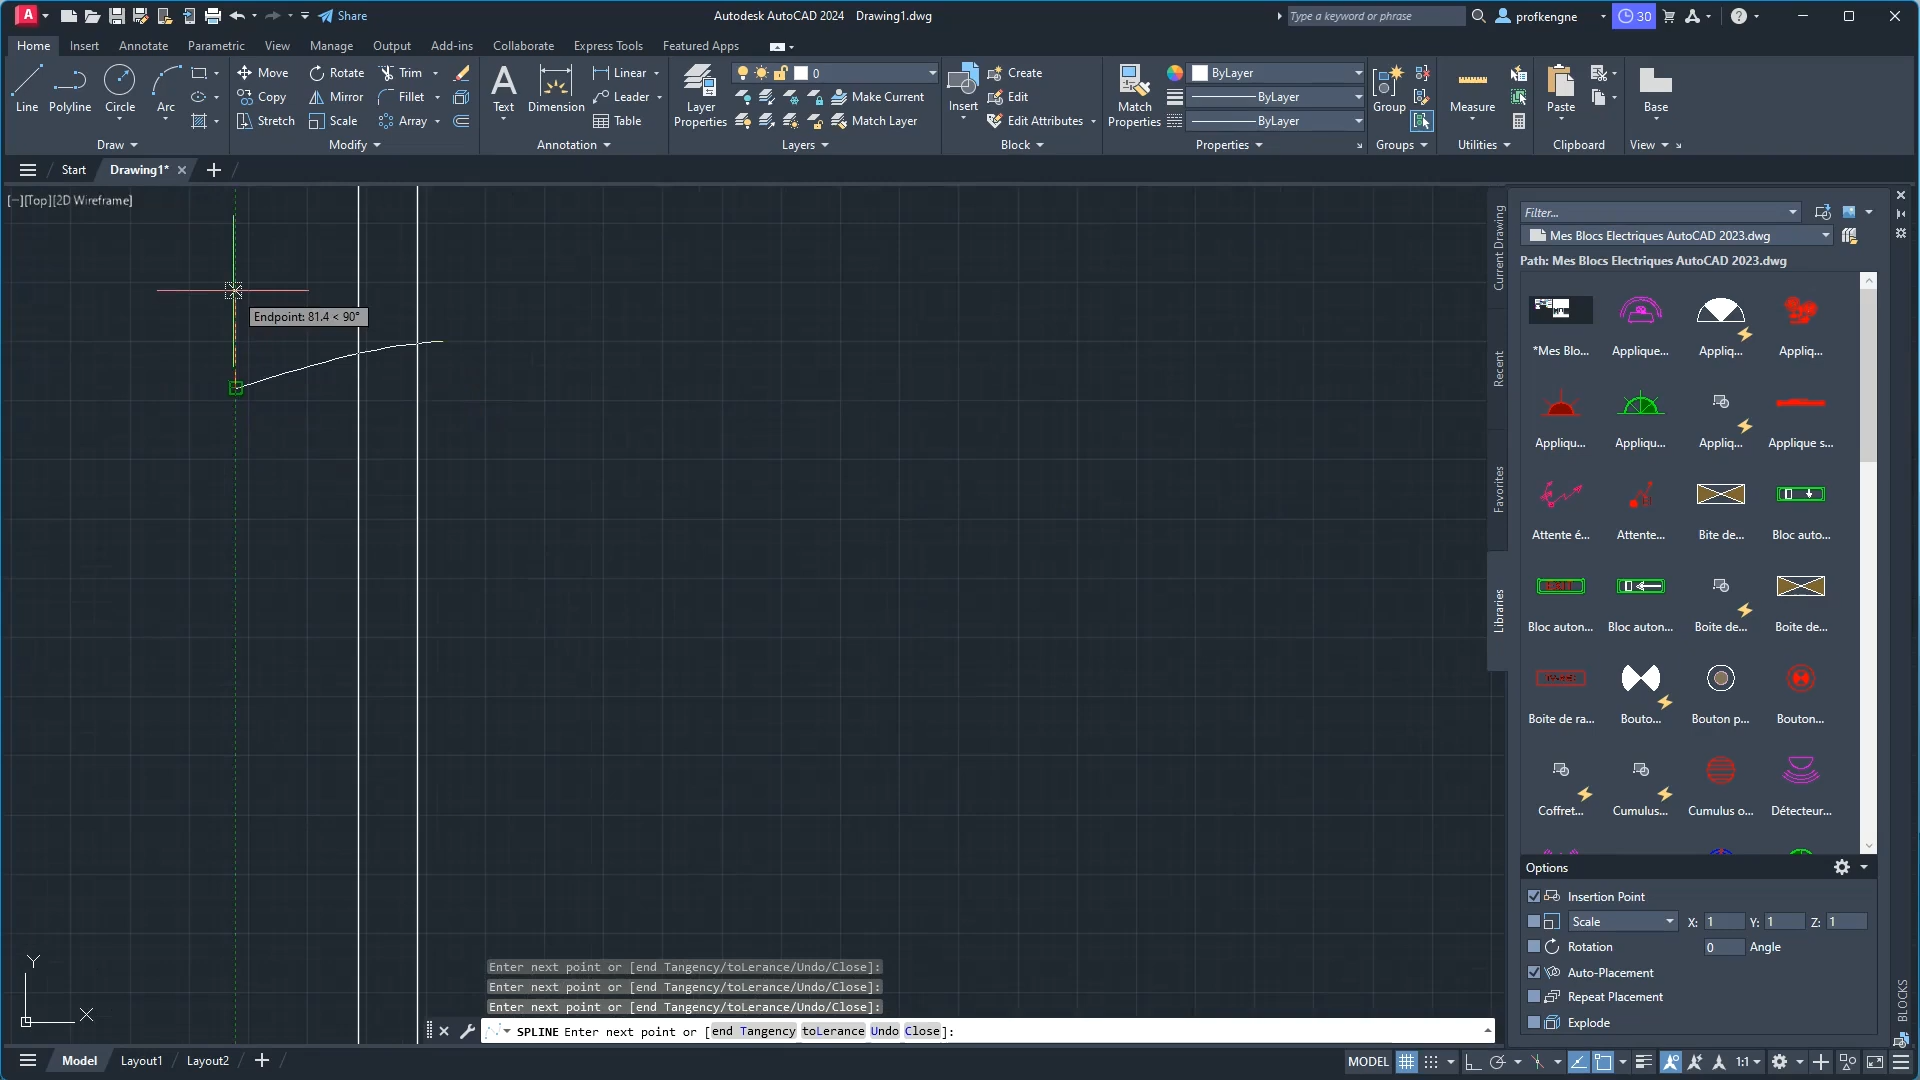 Share
Autodesk AutoCAD 2024 Drawing1.dwg
Type a keyword or phrase
profkengne
30
Home Insert Annotate Parametric View Manage Output Add-ins Collaborate Express Tools Featured Apps
Line Polyline Circle Arc
Move Rotate Trim
Copy Mirror Fillet
Stretch Scale Array
Text Dimension
Linear
Leader
Table
Layer Properties
0
Make Current
Match Layer
Insert
Create
Edit
Edit Attributes
Match Properties
ByLayer
ByLayer
ByLayer
Group
Measure
Paste
Base
Draw Modify Annotation Layers Block Properties Groups Utilities Clipboard View
Start Drawing1*
[−][Top][2D Wireframe]
Endpoint: 81.4 < 90°
Y
X
Enter next point or [end Tangency/toLerance/Undo/Close]:
Enter next point or [end Tangency/toLerance/Undo/Close]:
Enter next point or [end Tangency/toLerance/Undo/Close]:
SPLINE Enter next point or [end Tangency toLerance Undo Close]:
Current Drawing
Recent
Favorites
Libraries
Filter...
Mes Blocs Electriques AutoCAD 2023.dwg
Path: Mes Blocs Electriques AutoCAD 2023.dwg
*Mes Blo... Applique... Appliq... Appliq...
Appliqu... Appliqu... Appliq... Applique s...
Attente é... Attente... Bite de... Bloc auto...
Bloc auton... Bloc auton... Boite de... Boite de...
Boite de ra... Bouto... Bouton p... Bouton...
Coffret... Cumulus... Cumulus o... Détecteur...
Options
Insertion Point
Scale X: 1 Y: 1 Z: 1
Rotation 0 Angle
Auto-Placement
Repeat Placement
Explode
BLOCKS
Model Layout1 Layout2
MODEL
1:1